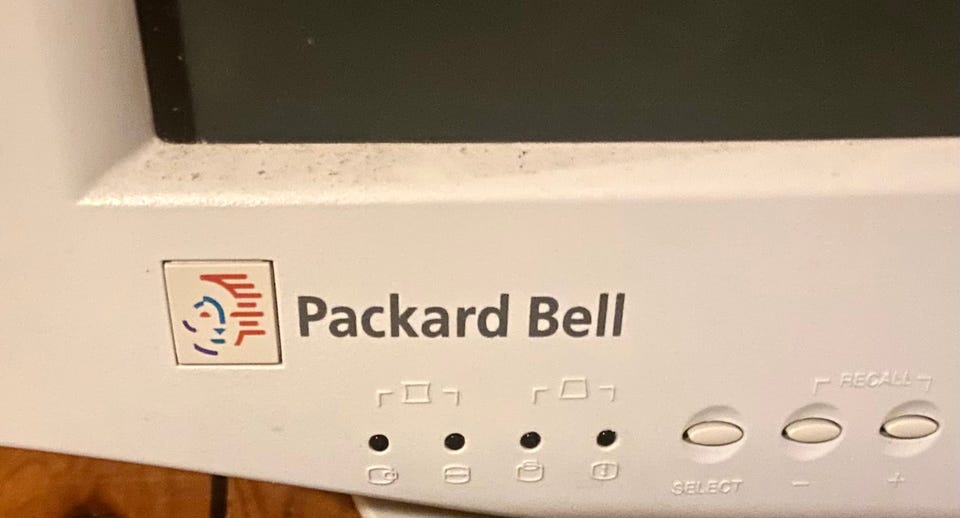 Packard Bell
RECALL
SELECT - +